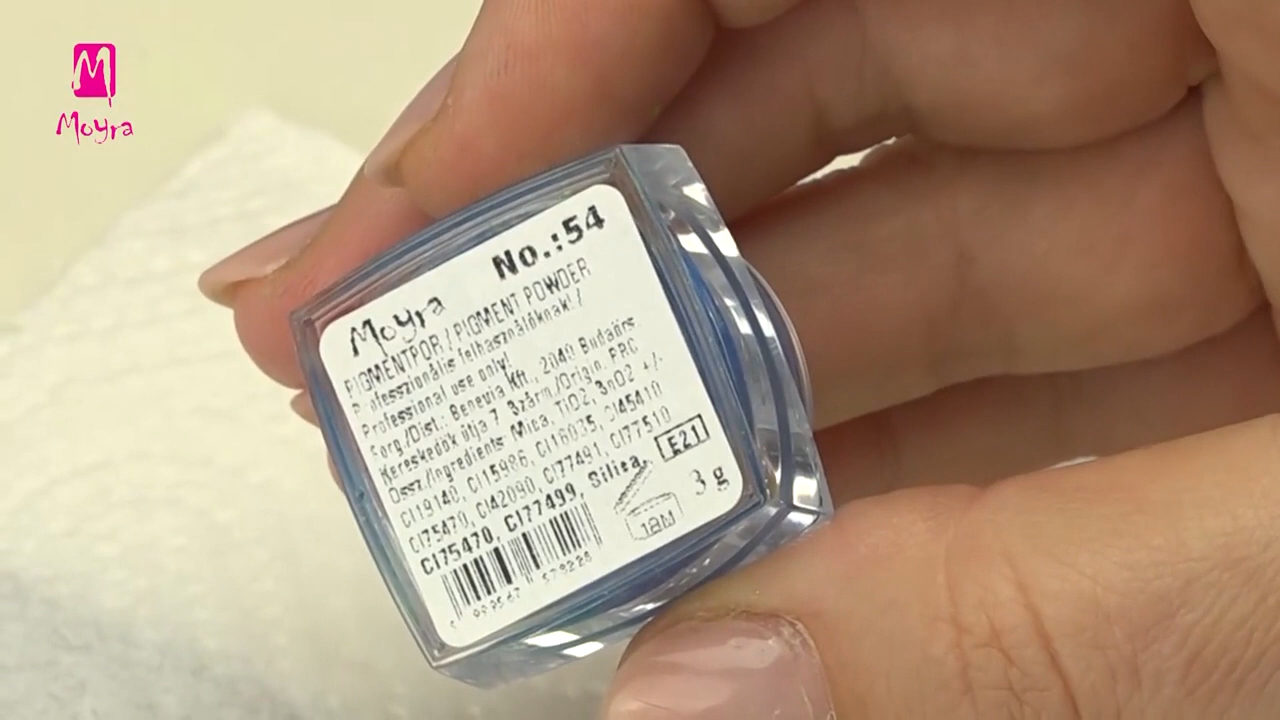 Moyra
No.:54
Moyra
PIGMENTPOR / PIGMENT POWDER
Professzionális felhasználóknak! /
Professional use only!
Forg./Dist.: Benevia Kft., 2040 Budaörs
Kereskedők útja 7. Szárm./Origin: PRC
Össz./Ingredients: Mica, TiO2, SnO2 +/-
CI19140, CI15986, CI16035, CI45410
CI75470, CI42090, CI77491, CI77510
CI75470, CI77499, Silica,
E21
3 g
18M